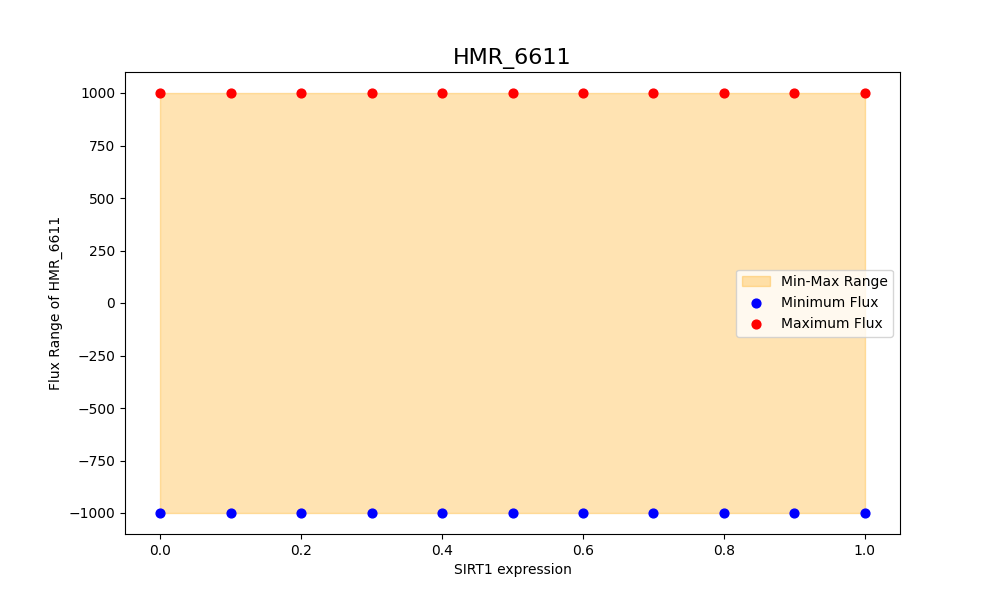 HMR_6611
Flux Range of HMR_6611
1000
750
500
250
0
−250
−500
−750
−1000
Min-Max Range
Minimum Flux
Maximum Flux
0.0 0.2 0.4 0.6 0.8 1.0
SIRT1 expression